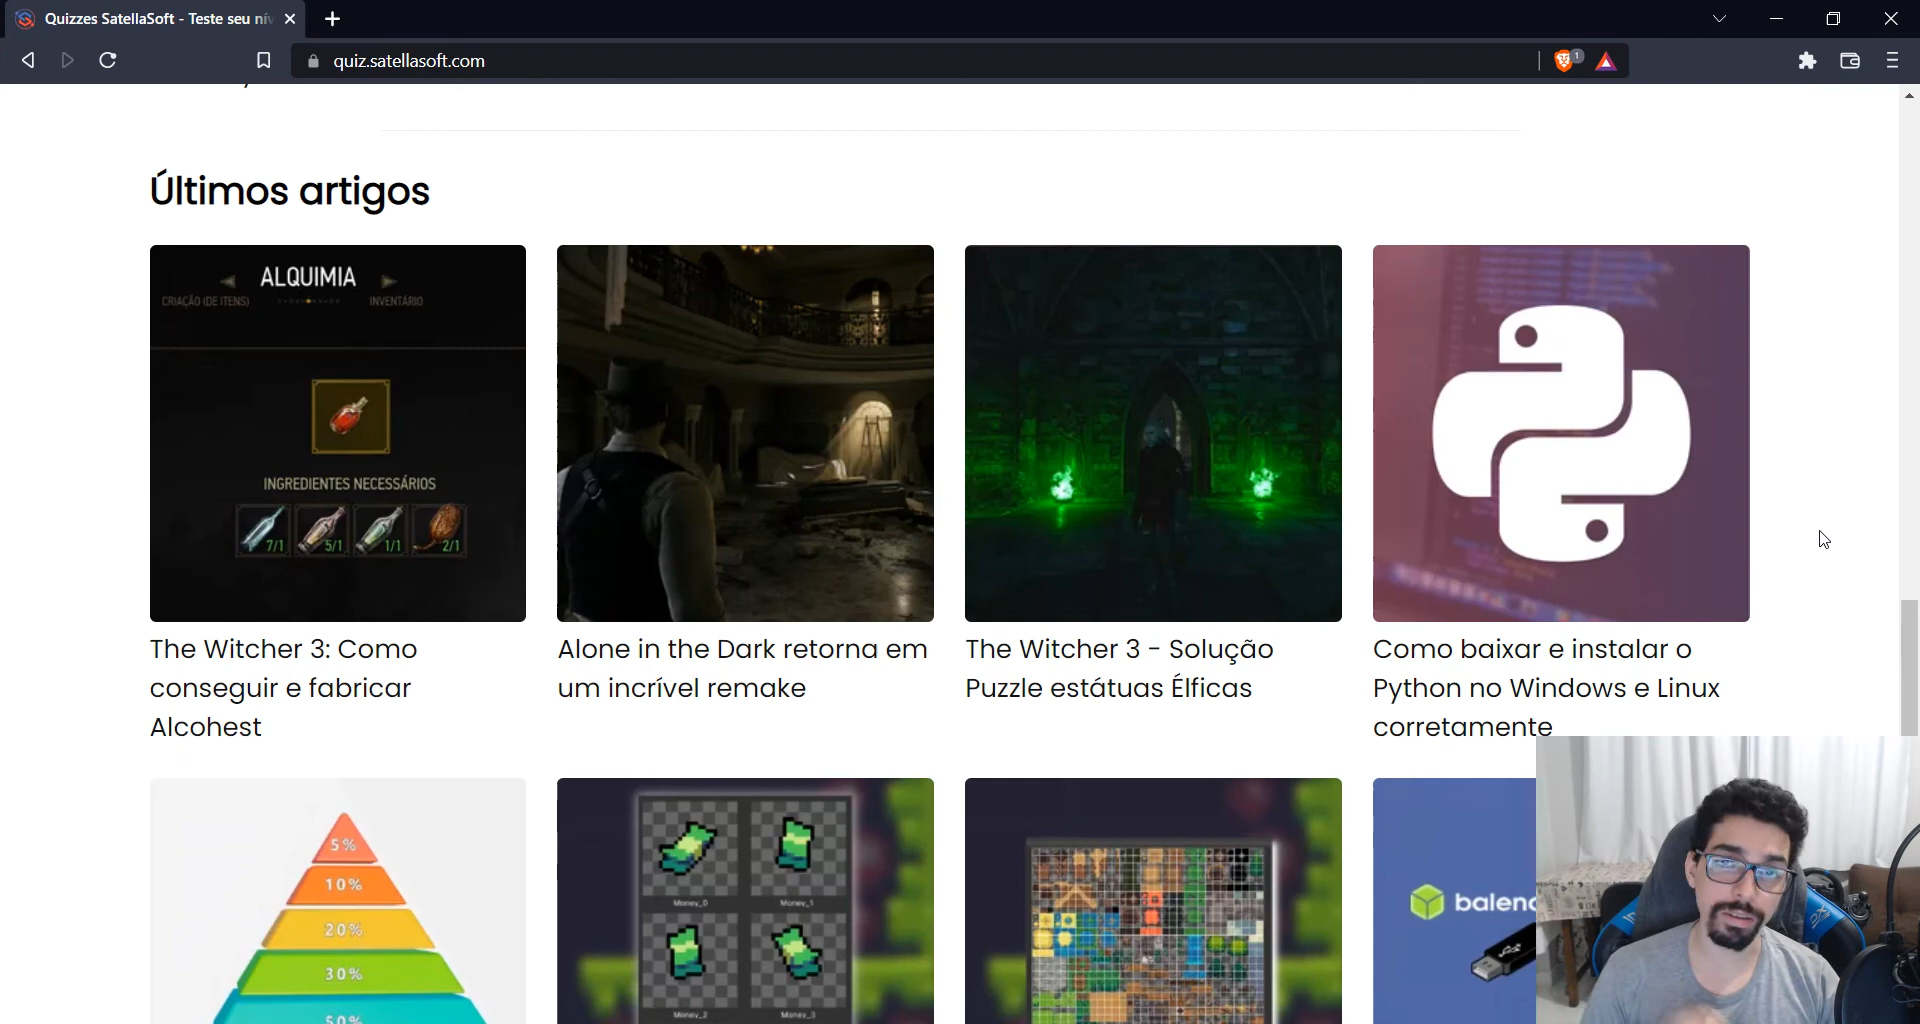 Quizzes SatellaSoft - Teste seu nív
quiz.satellasoft.com
1
Últimos artigos
ALQUIMIA
CRIAÇÃO (DE ITENS)
INVENTÁRIO
INGREDIENTES NECESSÁRIOS
7/1
5/1
1/1
2/1
The Witcher 3: Como
conseguir e fabricar
Alcohest
Alone in the Dark retorna em
um incrível remake
The Witcher 3 - Solução
Puzzle estátuas Élficas
Como baixar e instalar o
Python no Windows e Linux
corretamente
5%
10%
20%
30%
50%
Money_0
Money_1
Money_2
Money_3
balenc